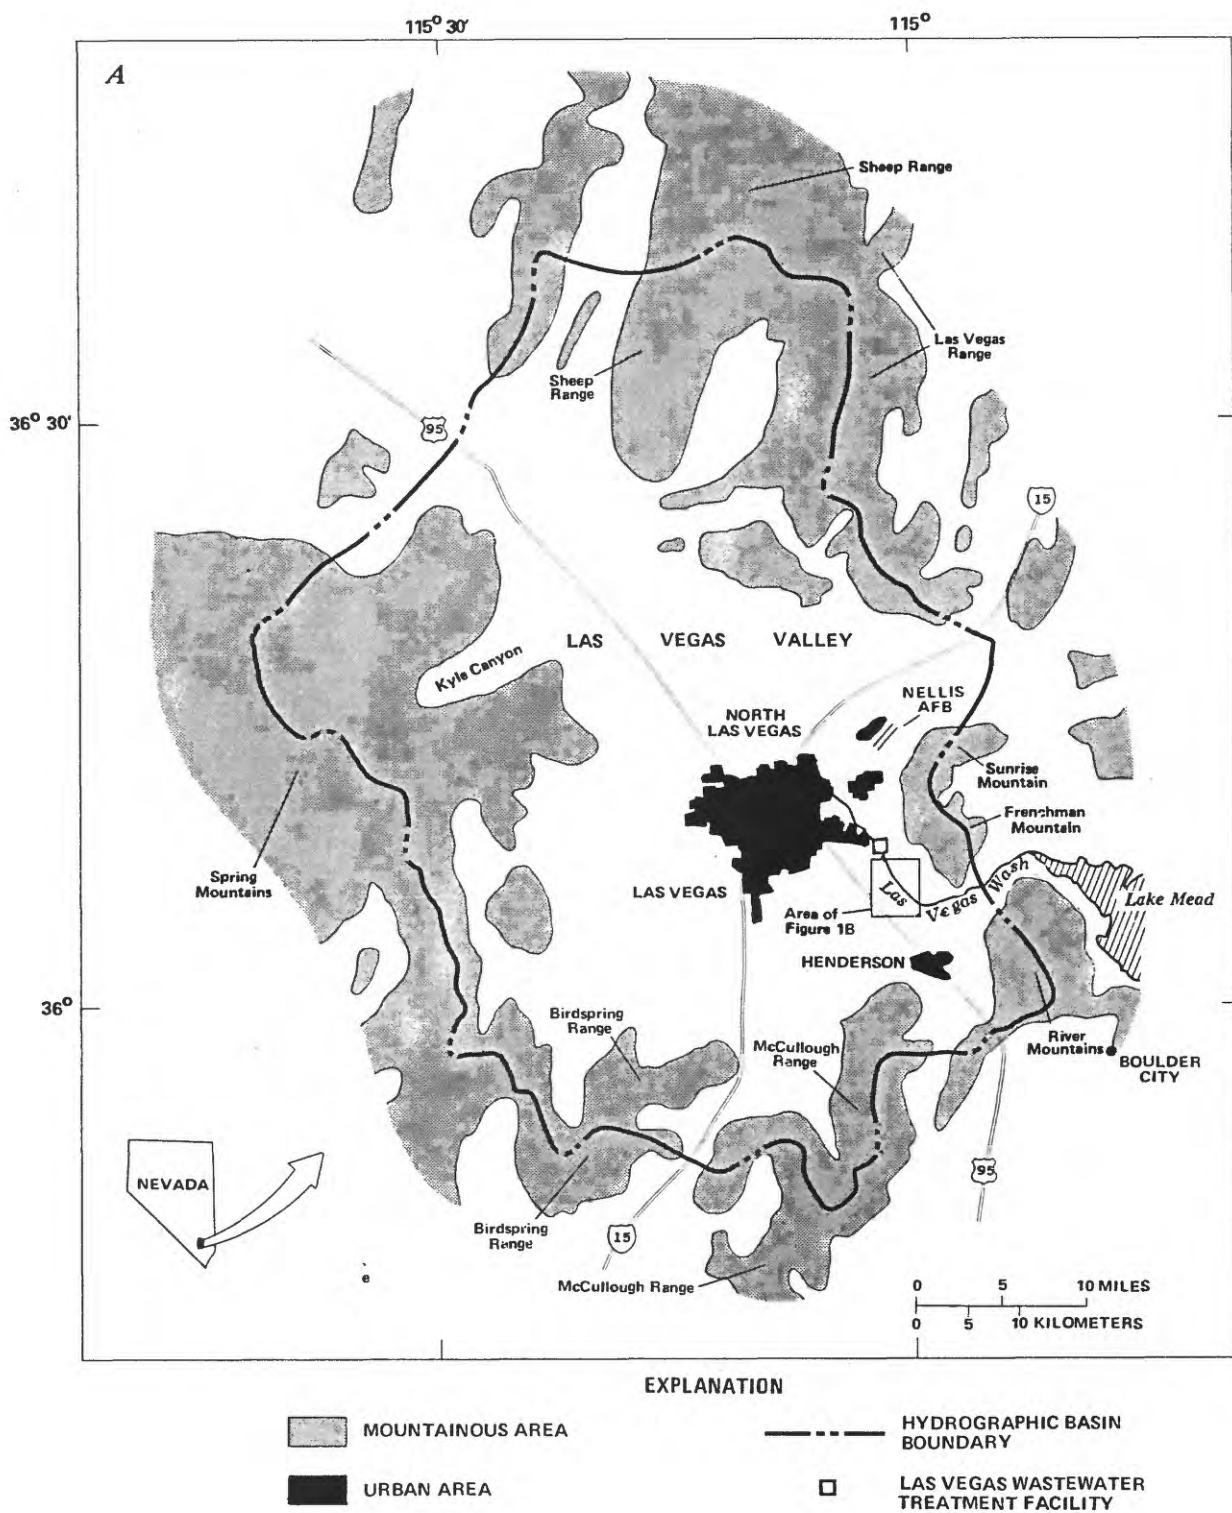 115° 30'
115°
A
Sheep Range
Las Vegas
Range
Sheep
Range
36° 30'
95
15
LAS VEGAS VALLEY
Kyle Canyon
NELLIS
AFB
NORTH
LAS VEGAS
Sunrise
Mountain
Frenchman
Mountain
Spring
Mountains
LAS VEGAS
Las Vegas Wash
Lake Mead
Area of
Figure 1B
HENDERSON
36°
Birdspring
Range
McCullough
Range
River
Mountains
BOULDER
CITY
NEVADA
95
Birdspring
Range
15
McCullough Range
e
0 5 10 MILES
0 5 10 KILOMETERS
EXPLANATION
MOUNTAINOUS AREA
HYDROGRAPHIC BASIN
BOUNDARY
URBAN AREA
LAS VEGAS WASTEWATER
TREATMENT FACILITY